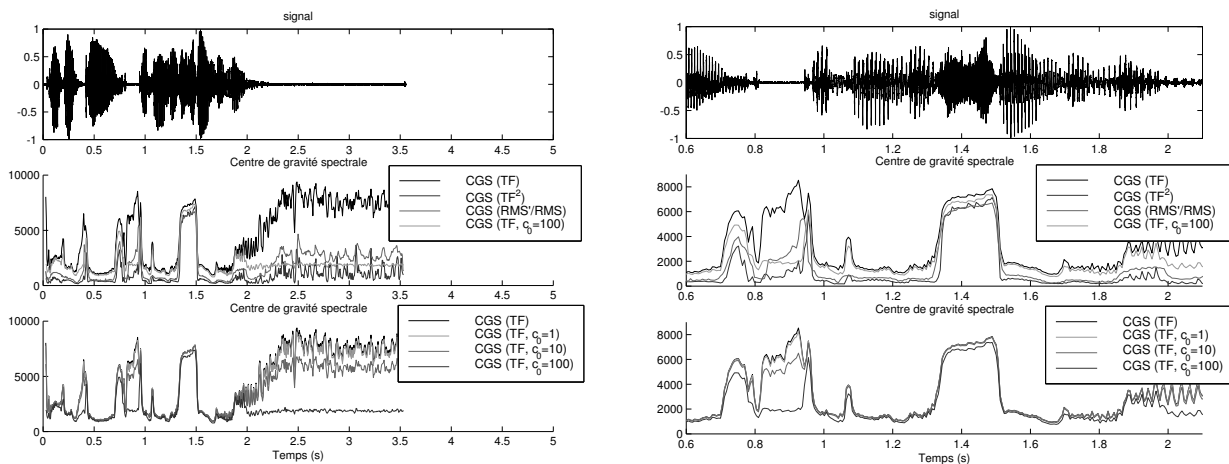 signal
1
0.5
0
-0.5
-1
0 0.5 1 1.5 2 2.5 3 3.5 4 4.5 5
Centre de gravité spectrale
10000
5000
0
CGS (TF)
CGS (TF²)
CGS (RMS'/RMS)
CGS (TF, c₀=100)
0 0.5 1 1.5 2 2.5 3 3.5 4 4.5 5
Centre de gravité spectrale
10000
5000
0
CGS (TF)
CGS (TF, c₀=1)
CGS (TF, c₀=10)
CGS (TF, c₀=100)
0 0.5 1 1.5 2 2.5 3 3.5 4 4.5 5
Temps (s)
signal
1
0.5
0
-0.5
-1
0.6 0.8 1 1.2 1.4 1.6 1.8 2
Centre de gravité spectrale
8000
6000
4000
2000
0
CGS (TF)
CGS (TF²)
CGS (RMS'/RMS)
CGS (TF, c₀=100)
0.6 0.8 1 1.2 1.4 1.6 1.8 2
Centre de gravité spectrale
8000
6000
4000
2000
0
CGS (TF)
CGS (TF, c₀=1)
CGS (TF, c₀=10)
CGS (TF, c₀=100)
0.6 0.8 1 1.2 1.4 1.6 1.8 2
Temps (s)